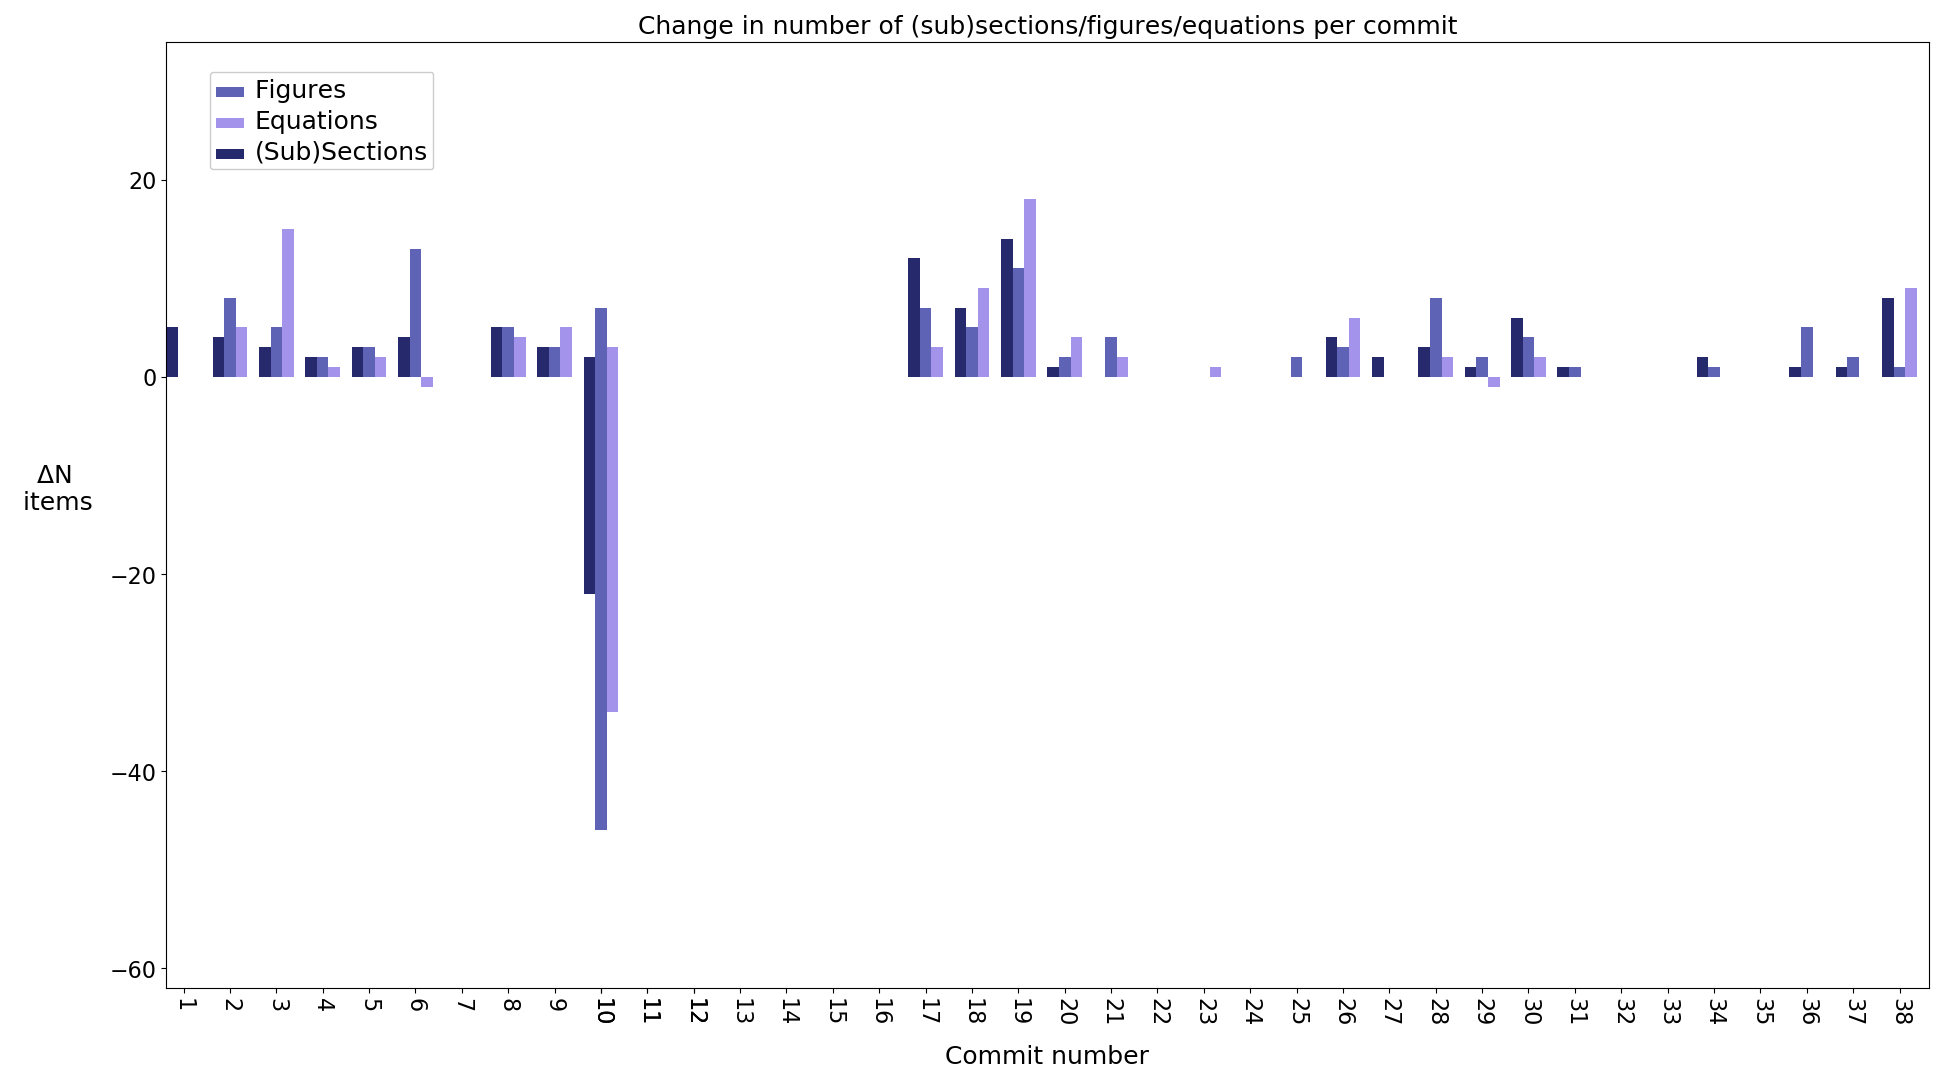 Change in number of (sub)sections/figures/equations per commit
Figures
Equations
(Sub)Sections
20
0
−20
−40
−60
ΔN
items
1 2 3 4 5 6 7 8 9 10 11 12 13 14 15 16 17 18 19 20 21 22 23 24 25 26 27 28 29 30 31 32 33 34 35 36 37 38
Commit number